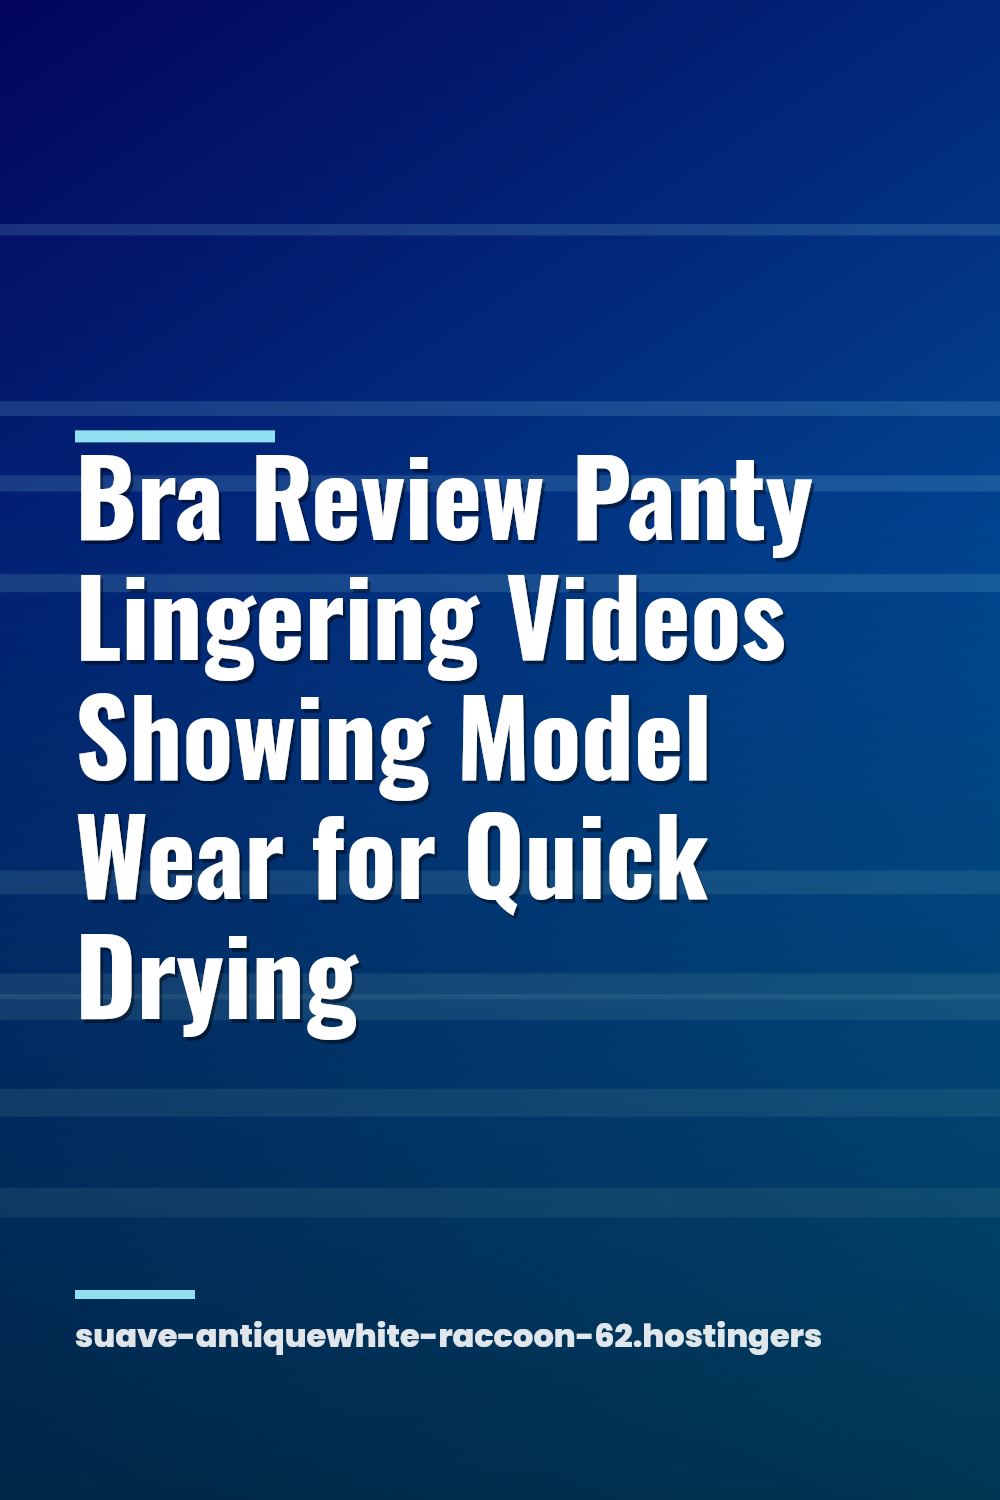 Bra Review Panty
Lingering Videos
Showing Model
Wear for Quick
Drying
suave-antiquewhite-raccoon-62.hostingers